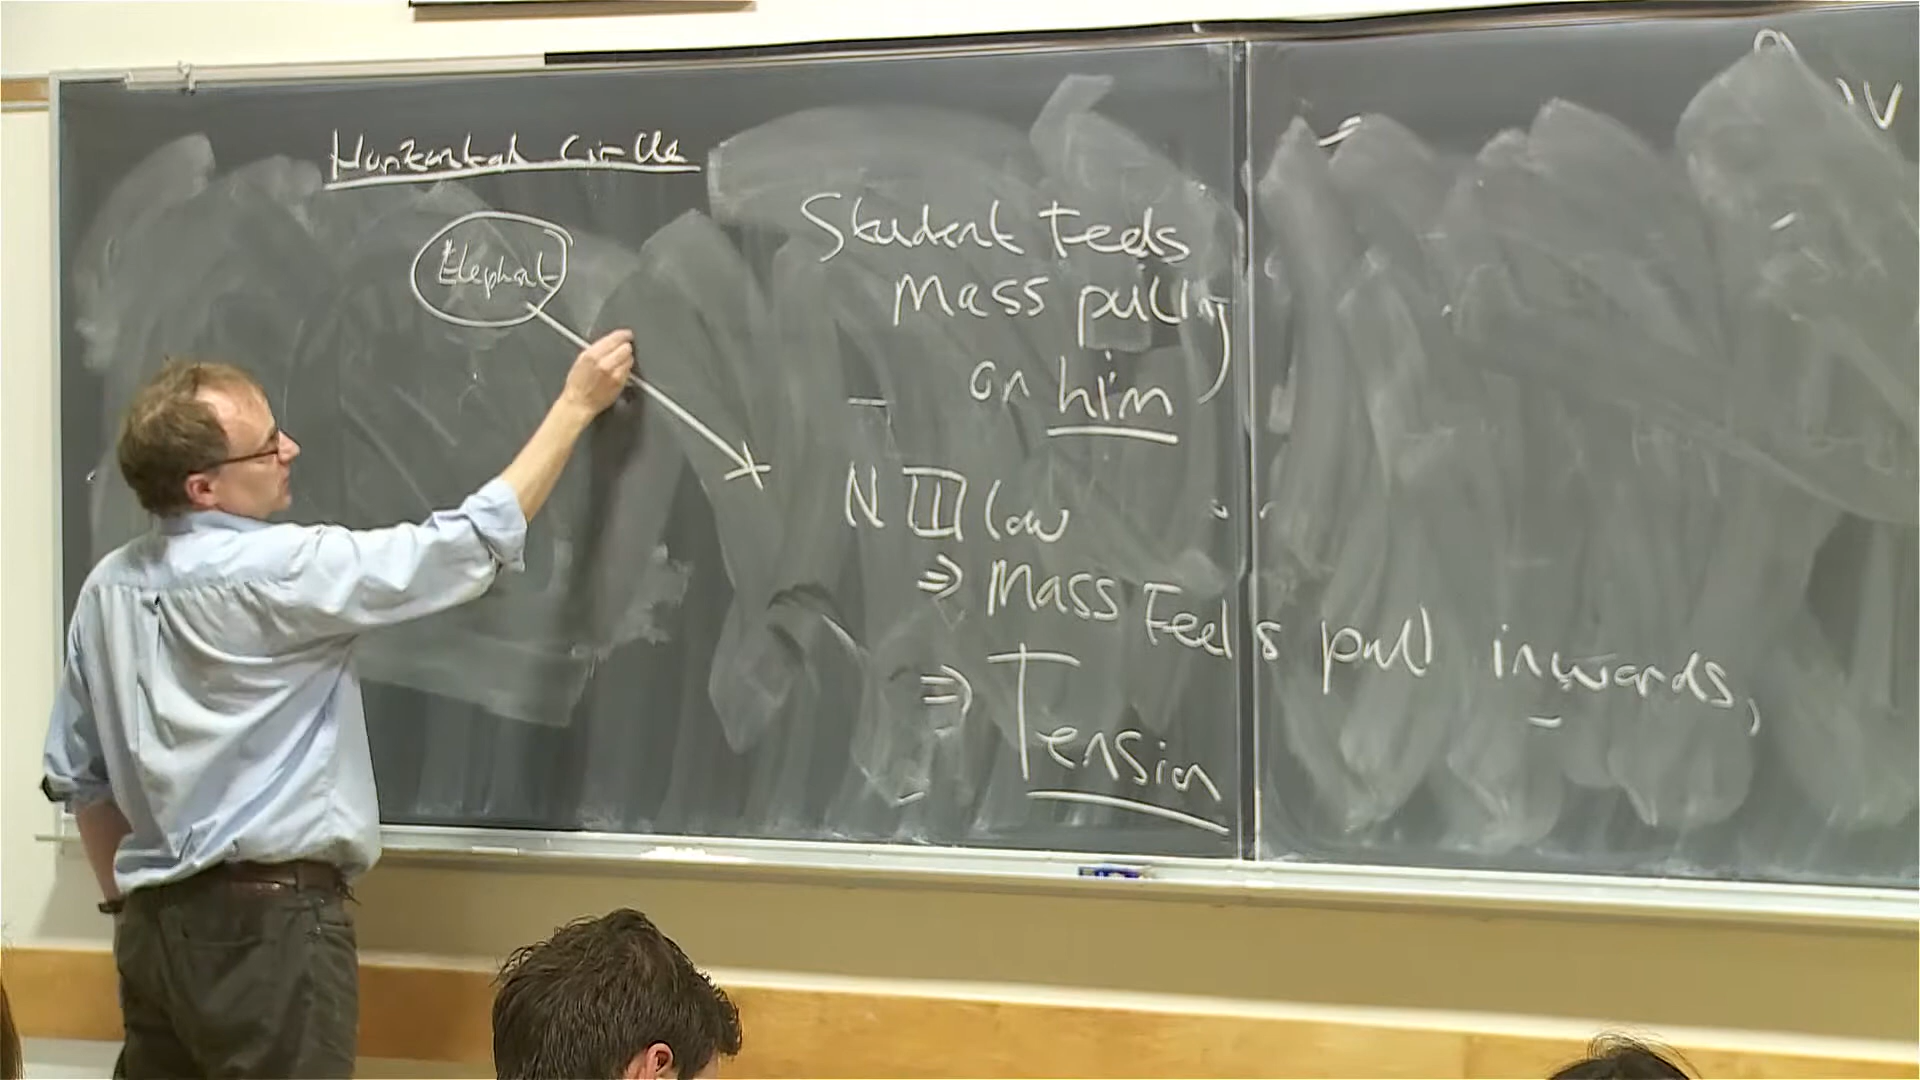 Horizontal Circle
Elephant
Student Feels
Mass pulling
on him
N III law
⇒ Mass Feels pull inwards,
⇒ Tension